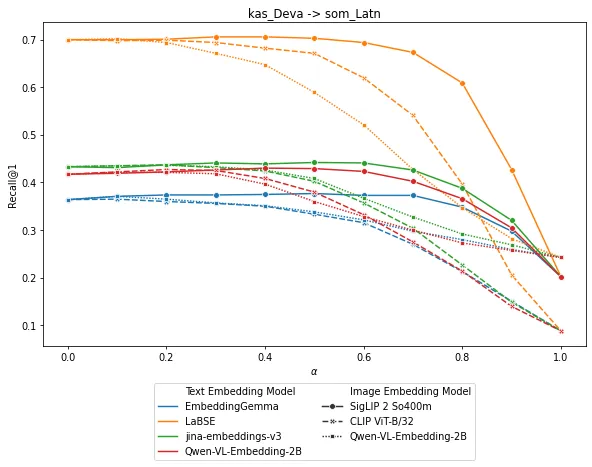 kas_Deva -> som_Latn
Recall@1
0.7
0.6
0.5
0.4
0.3
0.2
0.1
0.0 0.2 0.4 0.6 0.8 1.0
α
Text Embedding Model Image Embedding Model
EmbeddingGemma SigLIP 2 So400m
LaBSE CLIP ViT-B/32
jina-embeddings-v3 Qwen-VL-Embedding-2B
Qwen-VL-Embedding-2B